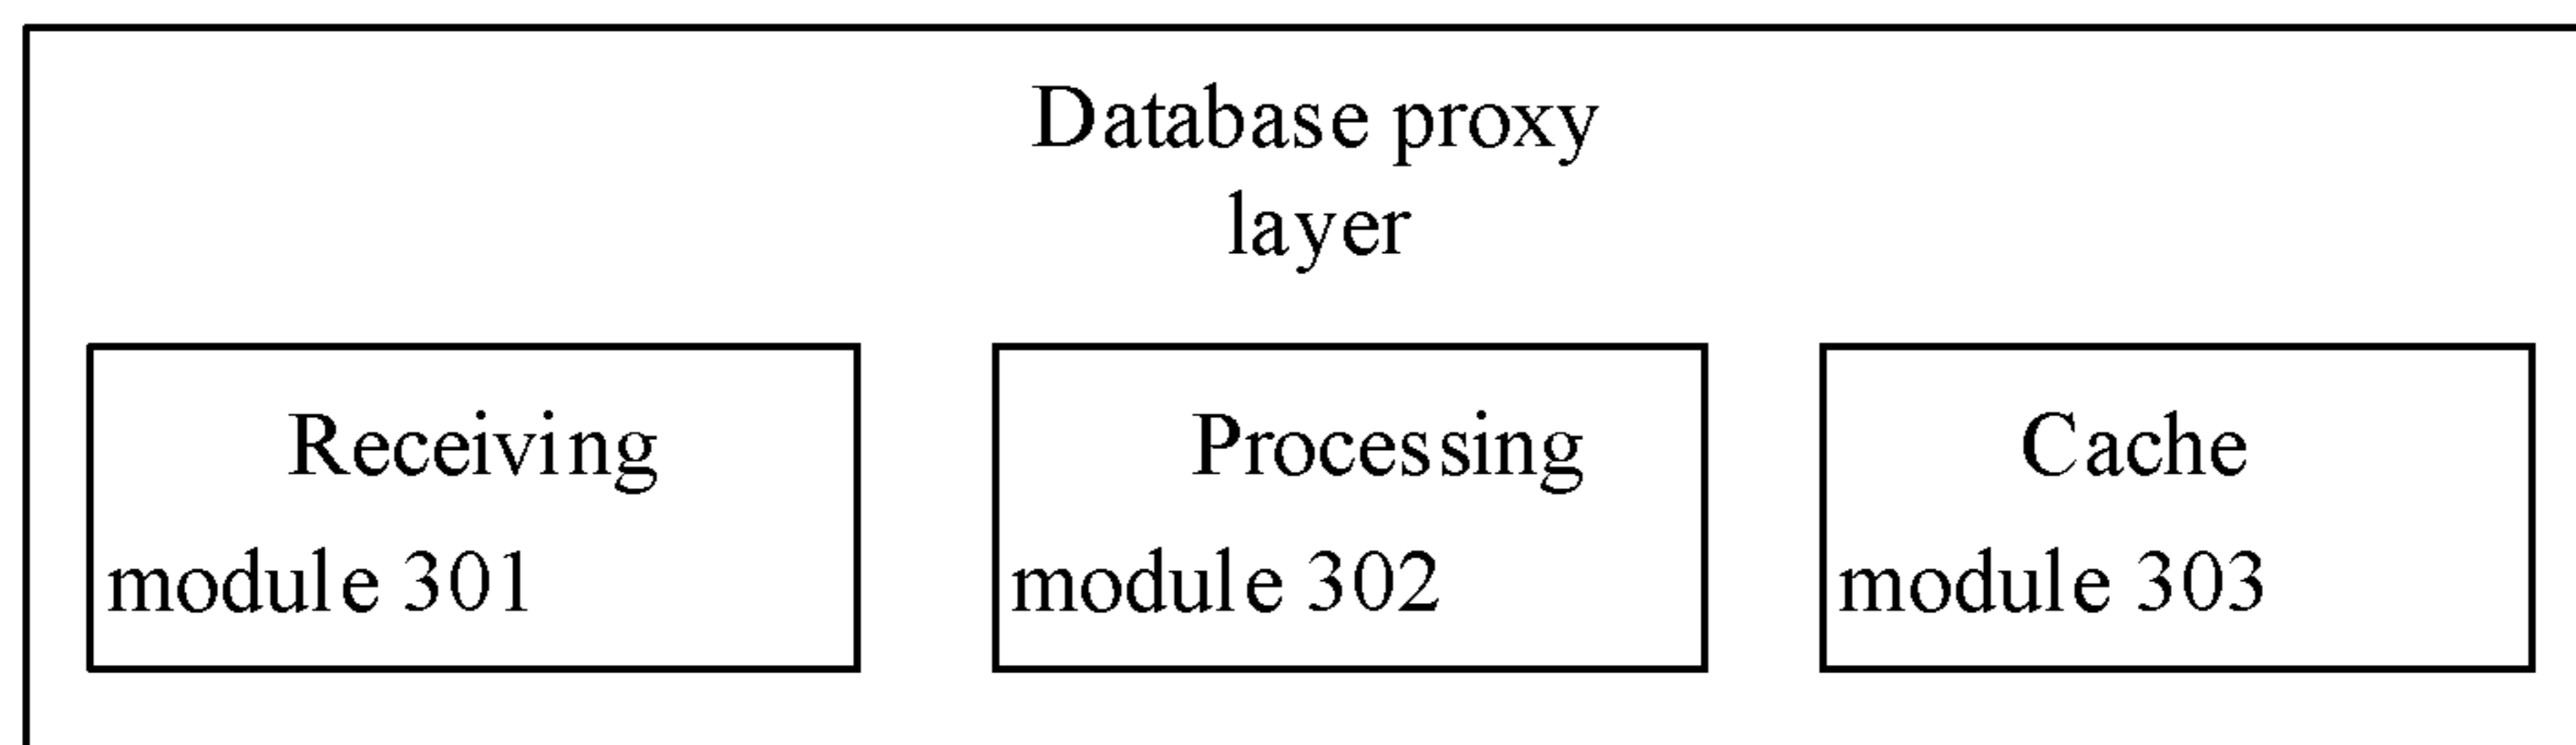 Database proxy
layer
Receiving
module 301
Processing
module 302
Cache
module 303